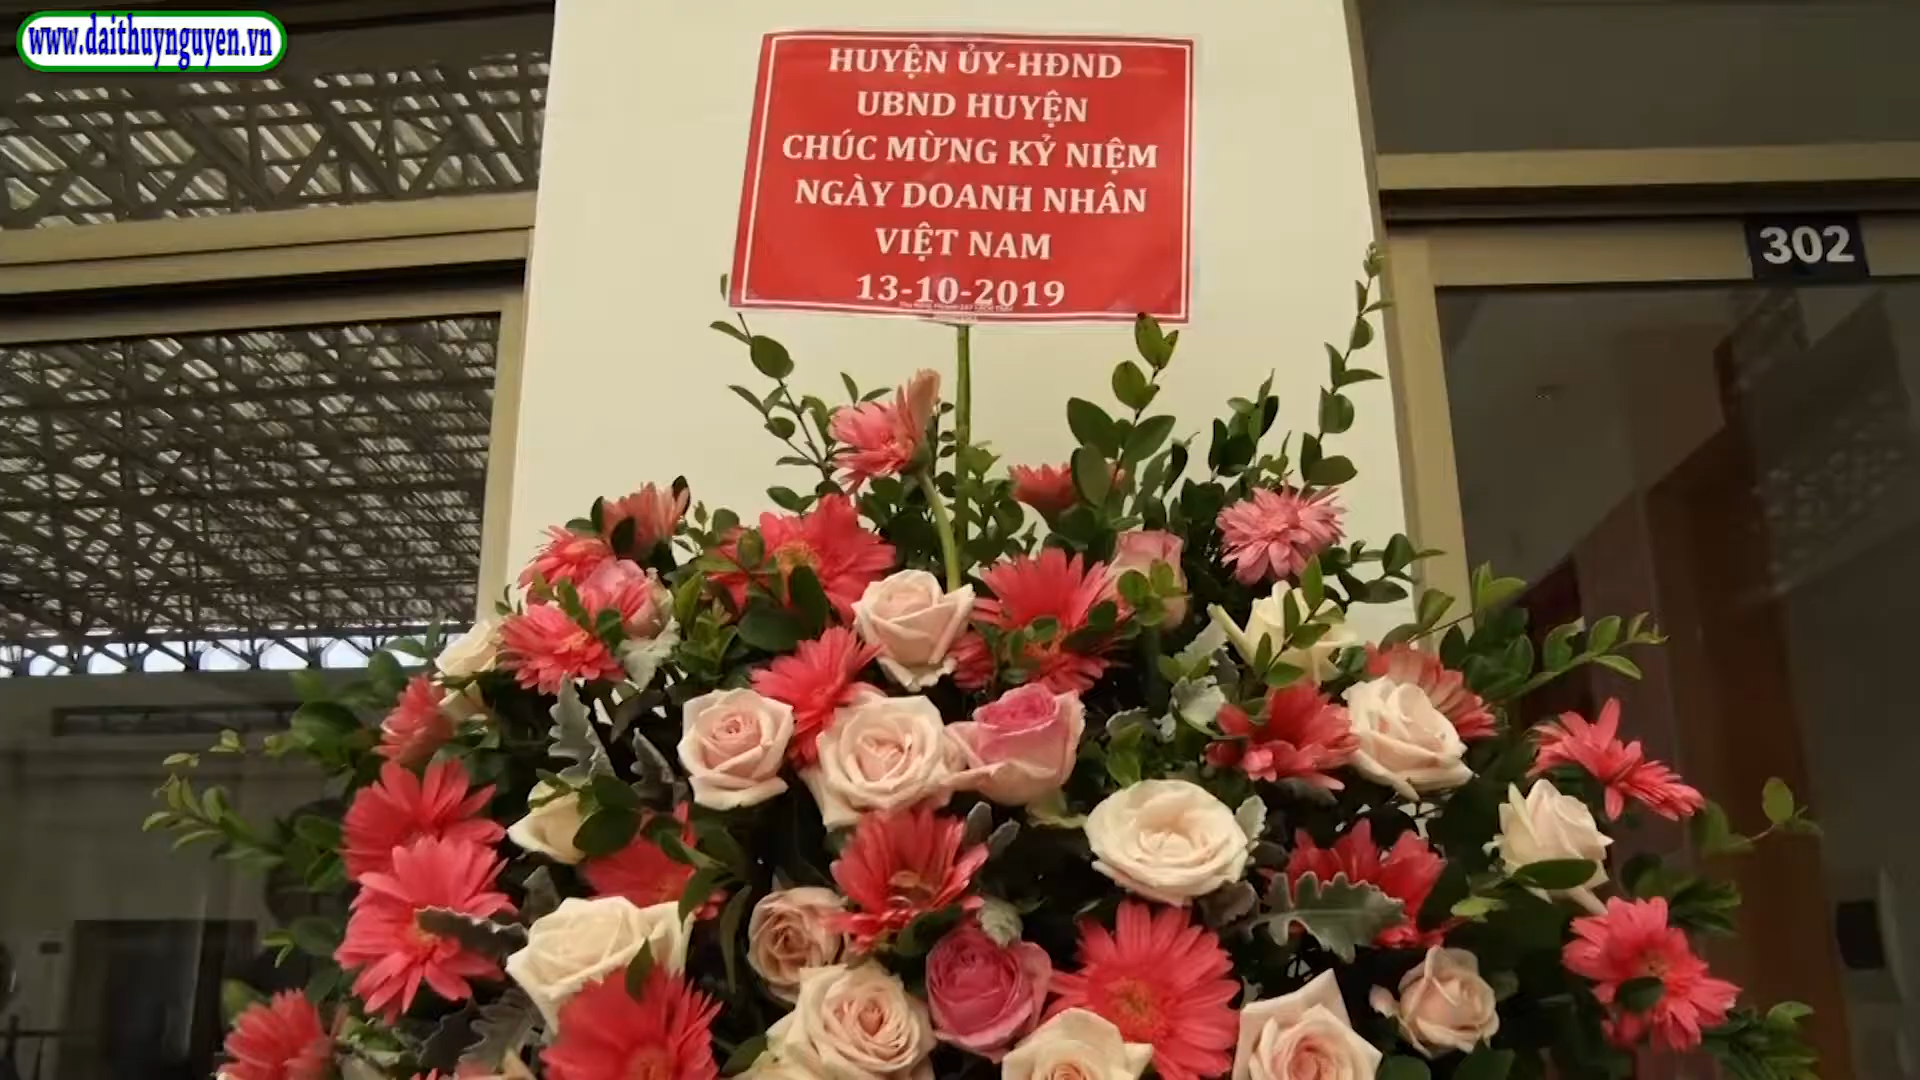 www.daithuynguyen.vn
HUYỆN ỦY-HĐND
UBND HUYỆN
CHÚC MỪNG KỶ NIỆM
NGÀY DOANH NHÂN
VIỆT NAM
13-10-2019
302